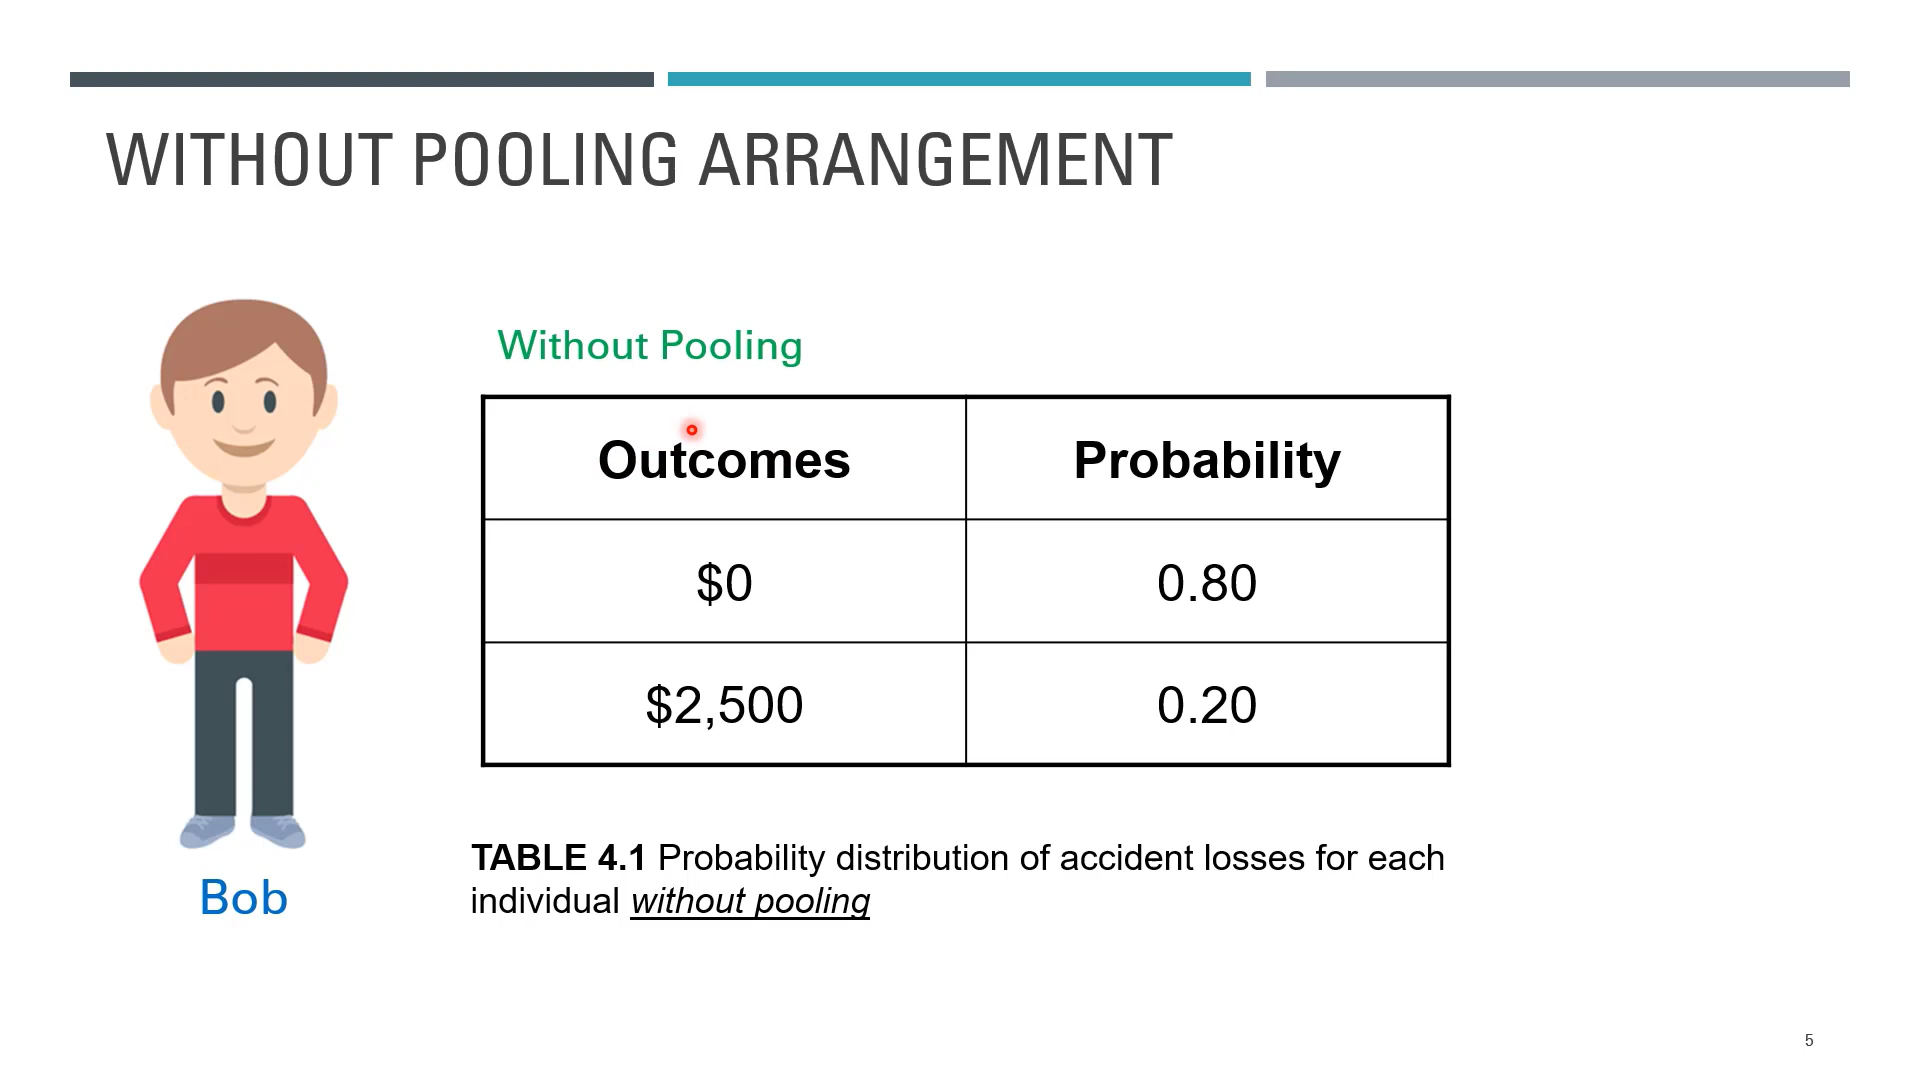 WITHOUT POOLING ARRANGEMENT
Without Pooling
Outcomes Probability
$0 0.80
$2,500 0.20
TABLE 4.1 Probability distribution of accident losses for each
individual without pooling
Bob
5